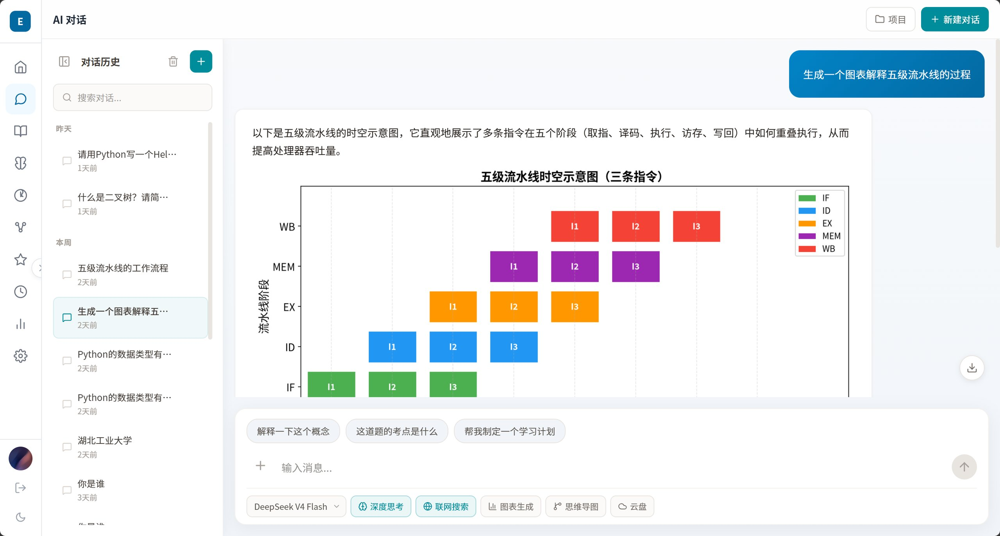 E
AI 对话
项目
新建对话
对话历史
搜索对话...
昨天
请用Python写一个Hel…
1天前
什么是二叉树？请简…
1天前
本周
五级流水线的工作流程
2天前
生成一个图表解释五…
2天前
Python的数据类型有…
2天前
Python的数据类型有…
2天前
湖北工业大学
2天前
你是谁
3天前
生成一个图表解释五级流水线的过程
以下是五级流水线的时空示意图，它直观地展示了多条指令在五个阶段（取指、译码、执行、访存、写回）中如何重叠执行，从而
提高处理器吞吐量。
五级流水线时空示意图（三条指令）
IF
ID
EX
MEM
WB
流水线阶段
WB I1 I2 I3
MEM I1 I2 I3
EX I1 I2 I3
ID I1 I2 I3
IF I1 I2 I3
解释一下这个概念
这道题的考点是什么
帮我制定一个学习计划
输入消息...
DeepSeek V4 Flash
深度思考
联网搜索
图表生成
思维导图
云盘